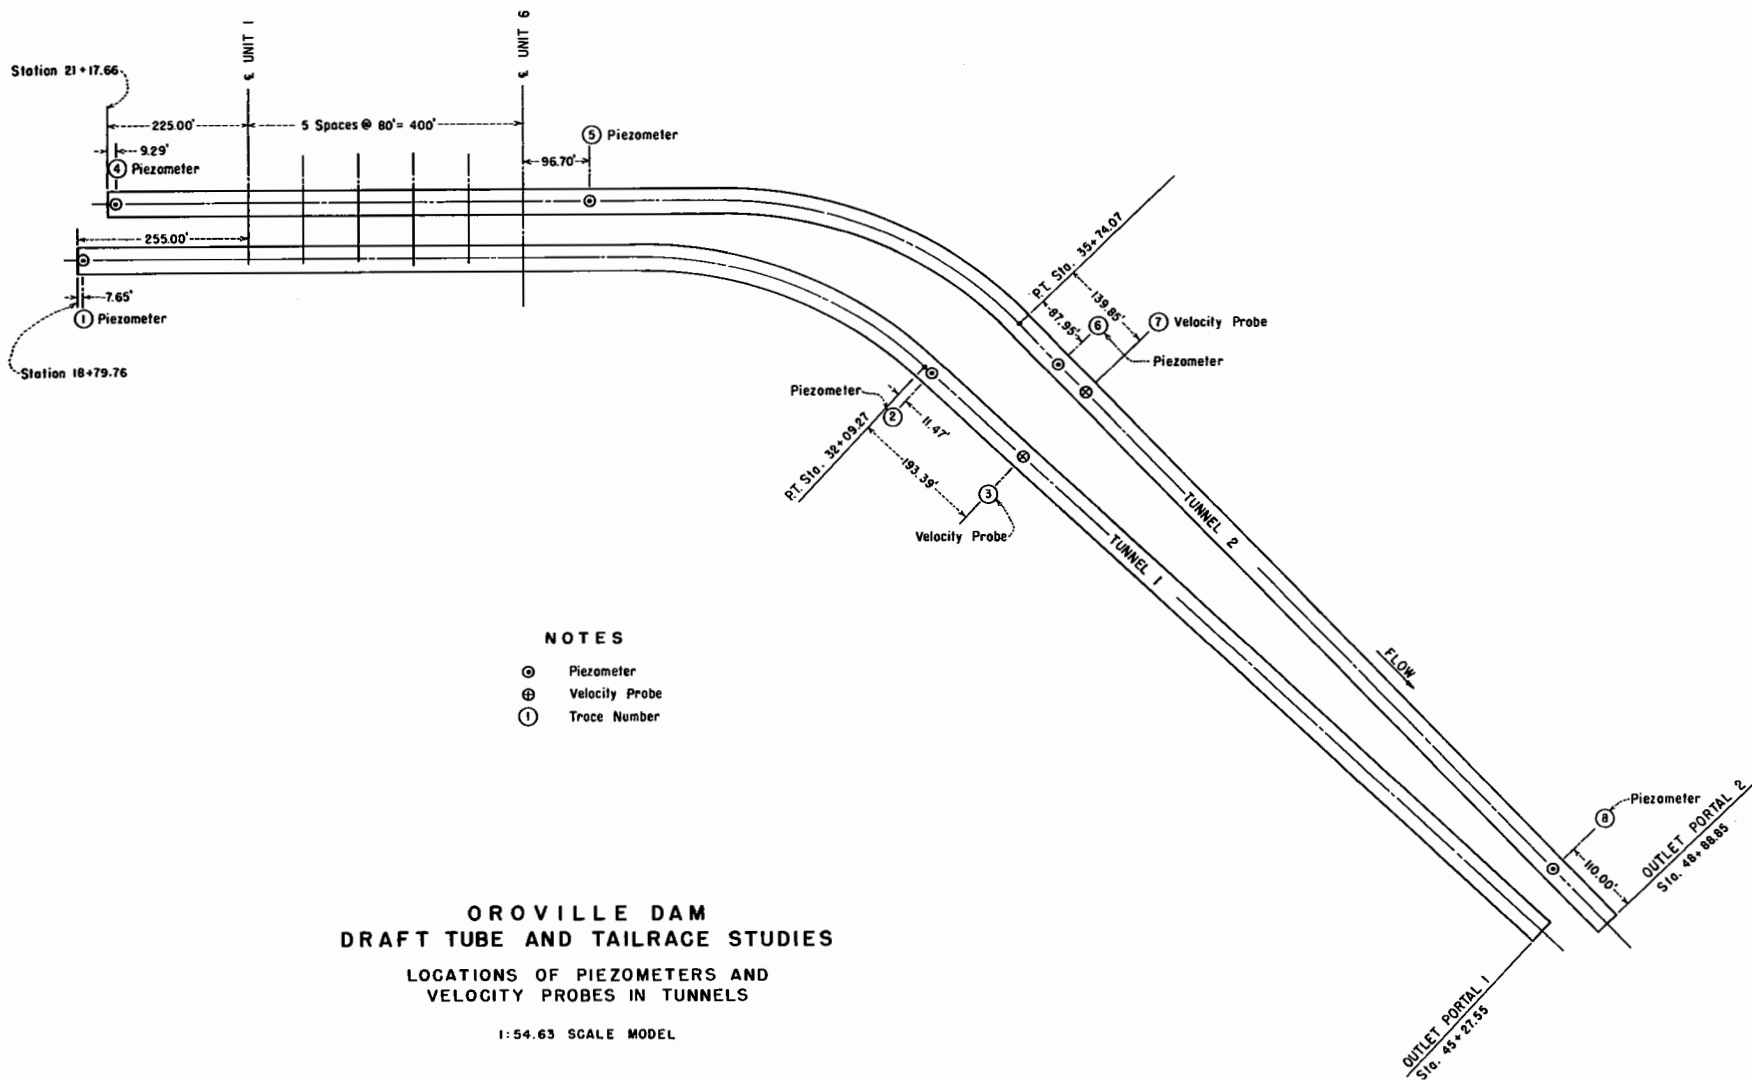 ℄ UNIT 1
℄ UNIT 6
Station 21+17.66
225.00'
5 Spaces @ 80'= 400'
5 Piezometer
9.29'
96.70'
4 Piezometer
255.00'
7.65'
1 Piezometer
Station 18+79.76
P.T. Sta. 35+74.07
139.85'
87.95'
6
7 Velocity Probe
Piezometer
Piezometer
2
11.47'
P.T. Sta. 32+09.27
193.39'
3
Velocity Probe
TUNNEL 2
TUNNEL 1
NOTES
Piezometer
Velocity Probe
1 Trace Number
FLOW
Piezometer
8
110.00'
OUTLET PORTAL 2
Sta. 48+88.85
OROVILLE DAM
DRAFT TUBE AND TAILRACE STUDIES
LOCATIONS OF PIEZOMETERS AND
VELOCITY PROBES IN TUNNELS
1:54.63 SCALE MODEL
OUTLET PORTAL 1
Sta. 45+27.55